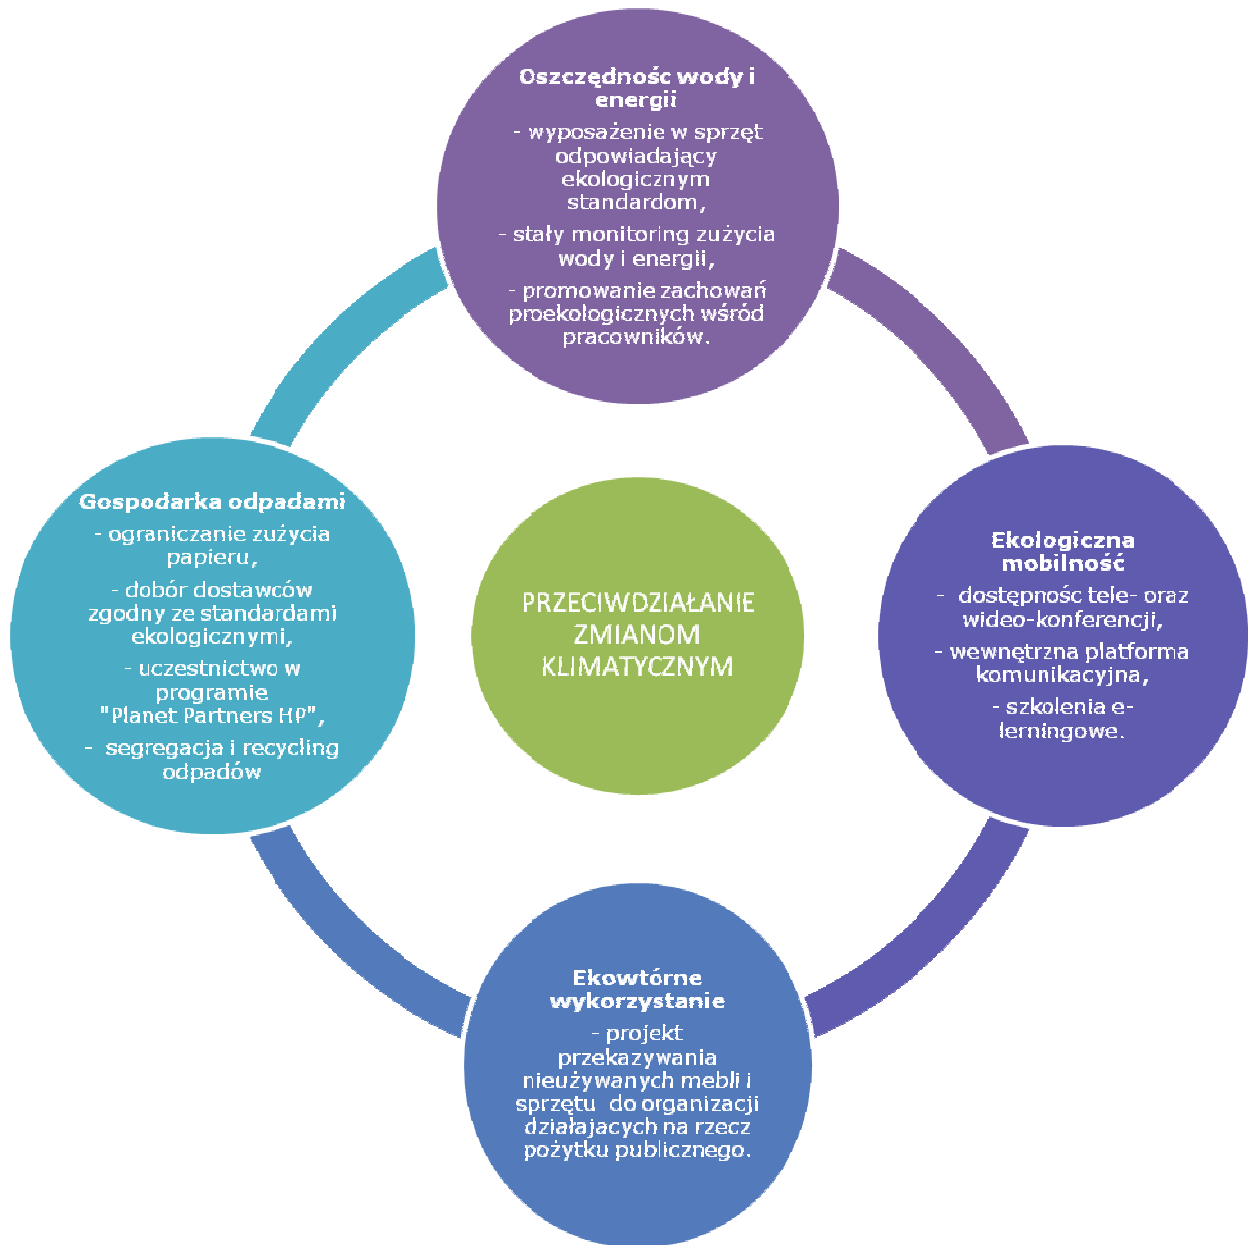 Oszczędnośc wody i
energii
- wyposażenie w sprzęt
odpowiadający
ekologicznym
standardom,
- stały monitoring zużycia
wody i energii,
- promowanie zachowań
proekologicznych wśród
pracowników.
Gospodarka odpadami
- ograniczanie zużycia
papieru,
- dobór dostawców
zgodny ze standardami
ekologicznymi,
- uczestnictwo w
programie
"Planet Partners HP",
- segregacja i recycling
odpadów
PRZECIWDZIAŁANIE
ZMIANOM
KLIMATYCZNYM
Ekologiczna
mobilność
- dostępnośc tele- oraz
wideo-konferencji,
- wewnętrzna platforma
komunikacyjna,
- szkolenia e-
lerningowe.
Ekowtórne
wykorzystanie
- projekt
przekazywania
nieużywanych mebli i
sprzętu do organizacji
działajacych na rzecz
pożytku publicznego.